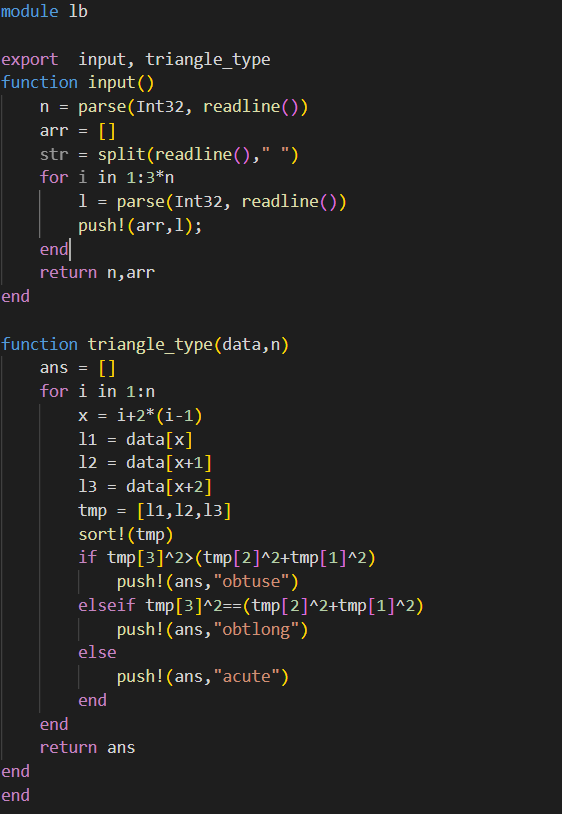 module lb

export  input, triangle_type
function input()
    n = parse(Int32, readline())
    arr = []
    str = split(readline()," ")
    for i in 1:3*n
        l = parse(Int32, readline())
        push!(arr,l);
    end
    return n,arr
end

function triangle_type(data,n)
    ans = []
    for i in 1:n
        x = i+2*(i-1)
        l1 = data[x]
        l2 = data[x+1]
        l3 = data[x+2]
        tmp = [l1,l2,l3]
        sort!(tmp)
        if tmp[3]^2>(tmp[2]^2+tmp[1]^2)
            push!(ans,"obtuse")
        elseif tmp[3]^2==(tmp[2]^2+tmp[1]^2)
            push!(ans,"obtlong")
        else
            push!(ans,"acute")
        end
    end
    return ans
end
end